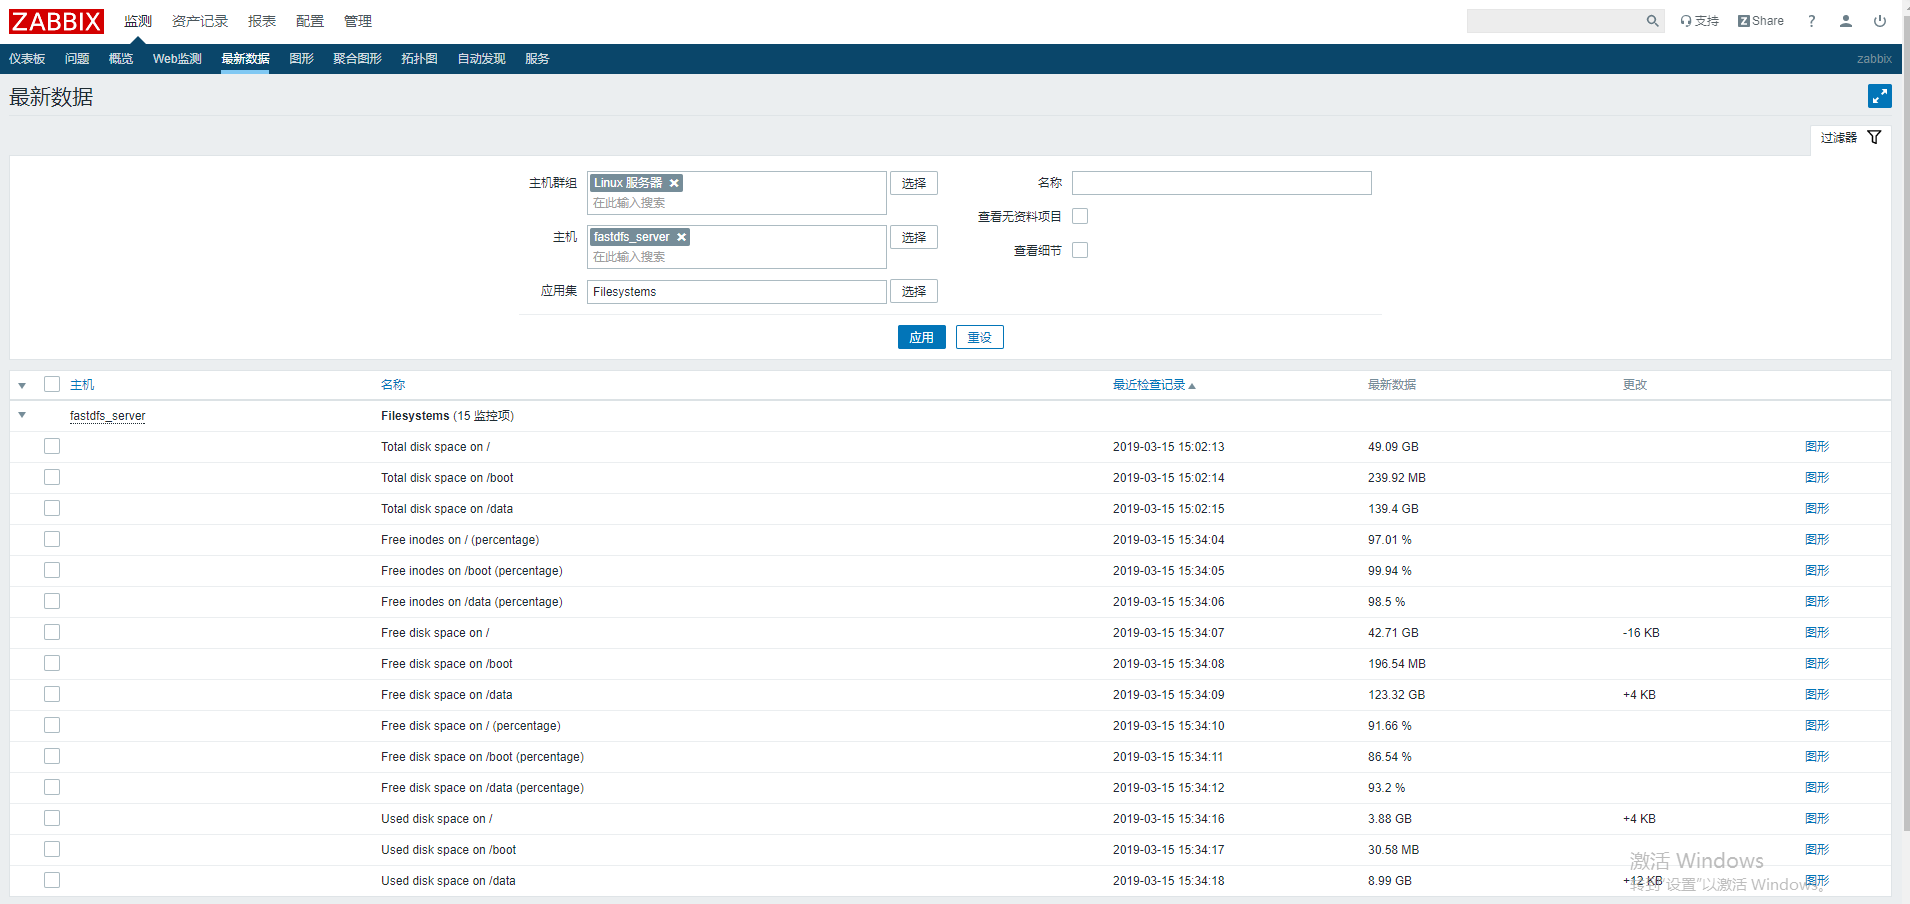 ZABBIX 监测 资产记录 报表 配置 管理 支持 Z Share ?
仪表板 问题 概览 Web监测 最新数据 图形 聚合图形 拓扑图 自动发现 服务 zabbix
最新数据
过滤器
主机群组 Linux 服务器 选择 名称
在此输入搜索
查看无资料项目
主机 fastdfs_server 选择
在此输入搜索
查看细节
应用集 Filesystems 选择
应用 重设
主机 名称 最近检查记录 最新数据 更改
fastdfs_server Filesystems (15 监控项)
Total disk space on / 2019-03-15 15:02:13 49.09 GB 图形
Total disk space on /boot 2019-03-15 15:02:14 239.92 MB 图形
Total disk space on /data 2019-03-15 15:02:15 139.4 GB 图形
Free inodes on / (percentage) 2019-03-15 15:34:04 97.01 % 图形
Free inodes on /boot (percentage) 2019-03-15 15:34:05 99.94 % 图形
Free inodes on /data (percentage) 2019-03-15 15:34:06 98.5 % 图形
Free disk space on / 2019-03-15 15:34:07 42.71 GB -16 KB 图形
Free disk space on /boot 2019-03-15 15:34:08 196.54 MB 图形
Free disk space on /data 2019-03-15 15:34:09 123.32 GB +4 KB 图形
Free disk space on / (percentage) 2019-03-15 15:34:10 91.66 % 图形
Free disk space on /boot (percentage) 2019-03-15 15:34:11 86.54 % 图形
Free disk space on /data (percentage) 2019-03-15 15:34:12 93.2 % 图形
Used disk space on / 2019-03-15 15:34:16 3.88 GB +4 KB 图形
Used disk space on /boot 2019-03-15 15:34:17 30.58 MB 图形
激活 Windows
Used disk space on /data 2019-03-15 15:34:18 8.99 GB +12 KB 图形
转到"设置"以激活 Windows。